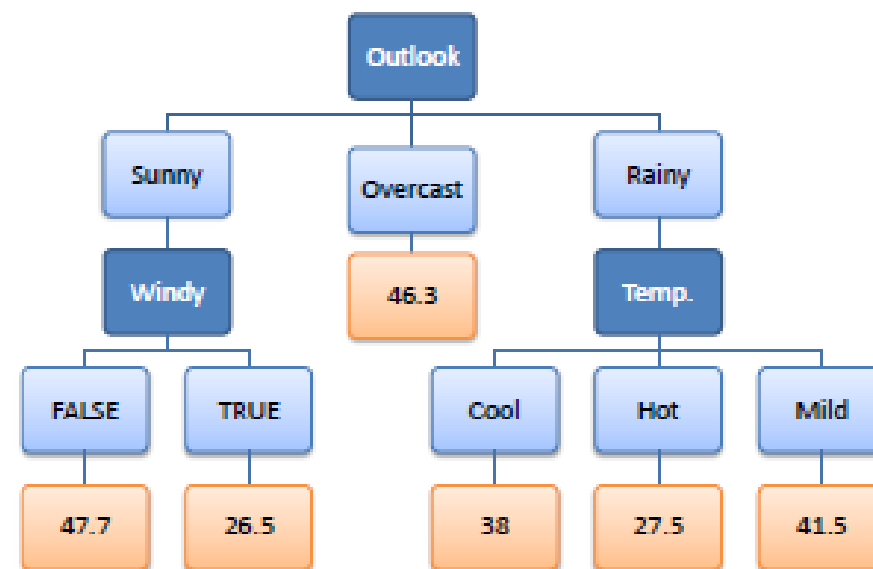 Outlook
Sunny
Overcast
Rainy
Windy
46.3
Temp.
FALSE
TRUE
Cool
Hot
Mild
47.7
26.5
38
27.5
41.5